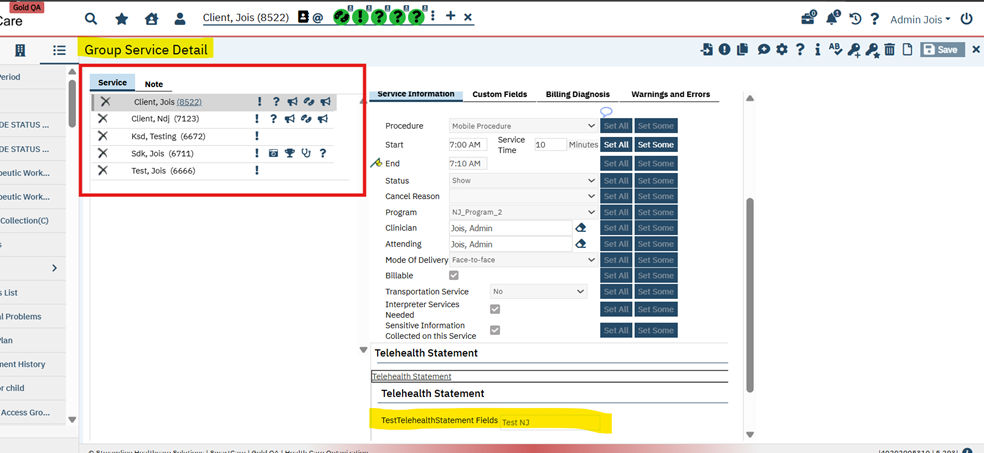 Gold QA
Care
Client, Jois (8522)
@
0
1
Admin Jois
Group Service Detail
ABC
Save
Period
DE STATUS ...
DE STATUS ...
peutic Work...
peutic Work...
Collection(C)
s
s List
al Problems
Plan
ment History
or child
Access Gro...
Service
Note
Client, Jois (8522)
Client, Ndj (7123)
Ksd, Testing (6672)
Sdk, Jois (6711)
Test, Jois (6666)
Service Information
Custom Fields
Billing Diagnosis
Warnings and Errors
Procedure Mobile Procedure Set All Set Some
Start 7:00 AM Service Time 10 Minutes Set All Set Some
End 7:10 AM Set All Set Some
Status Show Set All Set Some
Cancel Reason Set All Set Some
Program NJ_Program_2 Set All Set Some
Clinician Jois, Admin Set All Set Some
Attending Jois, Admin Set All Set Some
Mode Of Delivery Face-to-face Set All Set Some
Billable Set All Set Some
Transportation Service No Set All Set Some
Interpreter Services
Needed Set All Set Some
Sensitive Information
Collected on this Service Set All Set Some
Telehealth Statement
Telehealth Statement
Telehealth Statement
TestTelehealthStatement Fields Test NJ